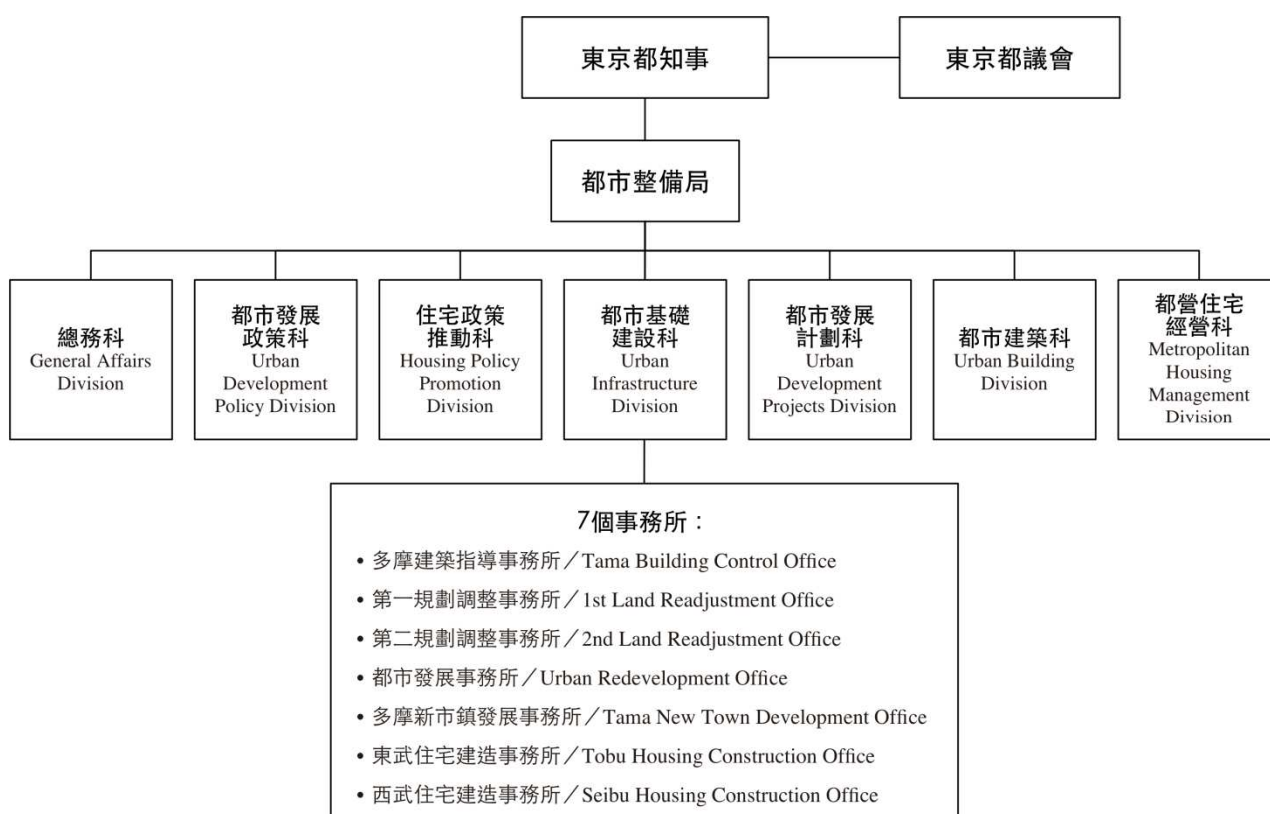 東京都知事
東京都議會
都市整備局
總務科
General Affairs
Division
都市發展
政策科
Urban
Development
Policy Division
住宅政策
推動科
Housing Policy
Promotion
Division
都市基礎
建設科
Urban
Infrastructure
Division
都市發展
計劃科
Urban
Development
Projects Division
都市建築科
Urban Building
Division
都營住宅
經營科
Metropolitan
Housing
Management
Division
7個事務所：
• 多摩建築指導事務所／Tama Building Control Office
• 第一規劃調整事務所／1st Land Readjustment Office
• 第二規劃調整事務所／2nd Land Readjustment Office
• 都市發展事務所／Urban Redevelopment Office
• 多摩新市鎮發展事務所／Tama New Town Development Office
• 東武住宅建造事務所／Tobu Housing Construction Office
• 西武住宅建造事務所／Seibu Housing Construction Office